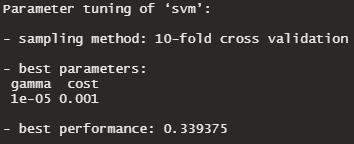 Parameter tuning of ‘svm’:
- sampling method: 10-fold cross validation
- best parameters:
gamma cost
1e-05 0.001
- best performance: 0.339375